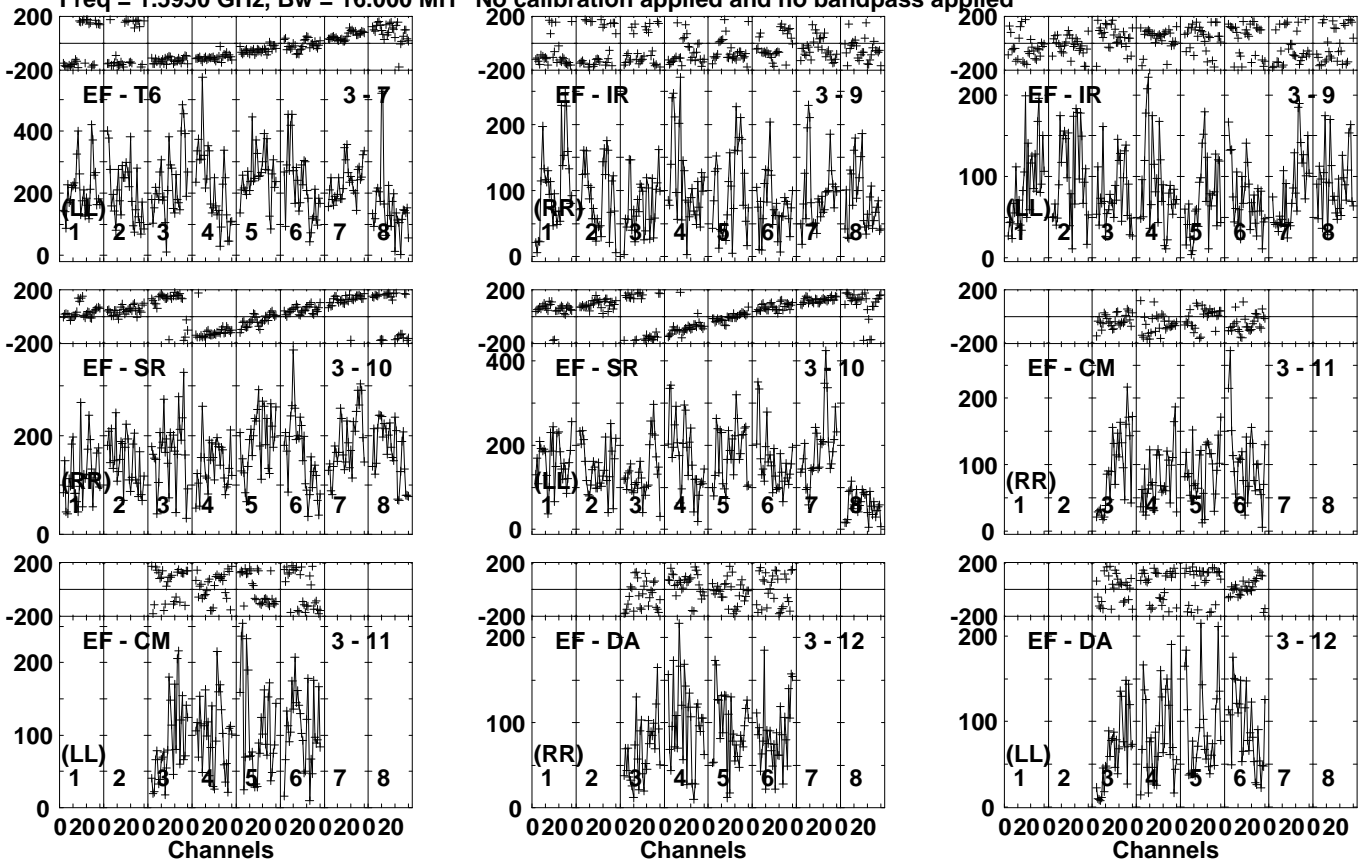 Freq = 1.5950 GHz, Bw = 16.000 MH No calibration applied and no bandpass applied
200 200 200
-200 -200 -200
EF - T6 3 - 7 EF - IR 3 - 9 EF - IR 3 - 9
400 200 200
200 100 100
(LL) (RR) (LL)
1 2 3 4 5 6 7 8 1 2 3 4 5 6 7 8 1 2 3 4 5 6 7 8
0 0 0
200 200 200
-200 -200 -200
EF - SR 3 - 10 EF - SR 3 - 10 EF - CM 3 - 11
400
200 200 200
100
(RR) (LL) (RR)
1 2 3 4 5 6 7 8 1 2 3 4 5 6 7 8 1 2 3 4 5 6 7 8
0 0 0
200 200 200
-200 -200 -200
EF - CM 3 - 11 EF - DA 3 - 12 EF - DA 3 - 12
200 200 200
100 100 100
(LL) (RR) (LL)
1 2 3 4 5 6 7 8 1 2 3 4 5 6 7 8 1 2 3 4 5 6 7 8
0 0 0
0 20 0 20 0 20 0 20 0 20 0 20 0 20 0 20 0 20 0 20 0 20 0 20 0 20 0 20 0 20 0 20 0 20 0 20 0 20 0 20 0 20 0 20 0 20 0 20
Channels Channels Channels